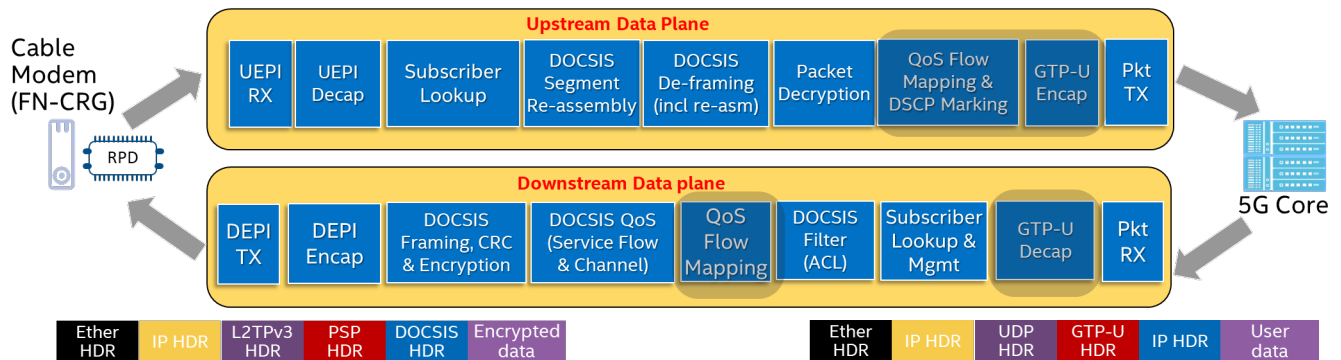 Upstream Data Plane
Cable
Modem
(FN-CRG)
RPD
UEPI
RX
UEPI
Decap
Subscriber
Lookup
DOCSIS
Segment
Re-assembly
DOCSIS
De-framing
(incl re-asm)
Packet
Decryption
QoS Flow
Mapping &
DSCP Marking
GTP-U
Encap
Pkt
TX
5G Core
Downstream Data plane
DEPI
TX
DEPI
Encap
DOCSIS
Framing, CRC
& Encryption
DOCSIS QoS
(Service Flow
& Channel)
QoS
Flow
Mapping
DOCSIS
Filter
(ACL)
Subscriber
Lookup &
Mgmt
GTP-U
Decap
Pkt
RX
Ether
HDR
IP HDR
L2TPv3
HDR
PSP
HDR
DOCSIS
HDR
Encrypted
data
Ether
HDR
IP HDR
UDP
HDR
GTP-U
HDR
IP HDR
User
data